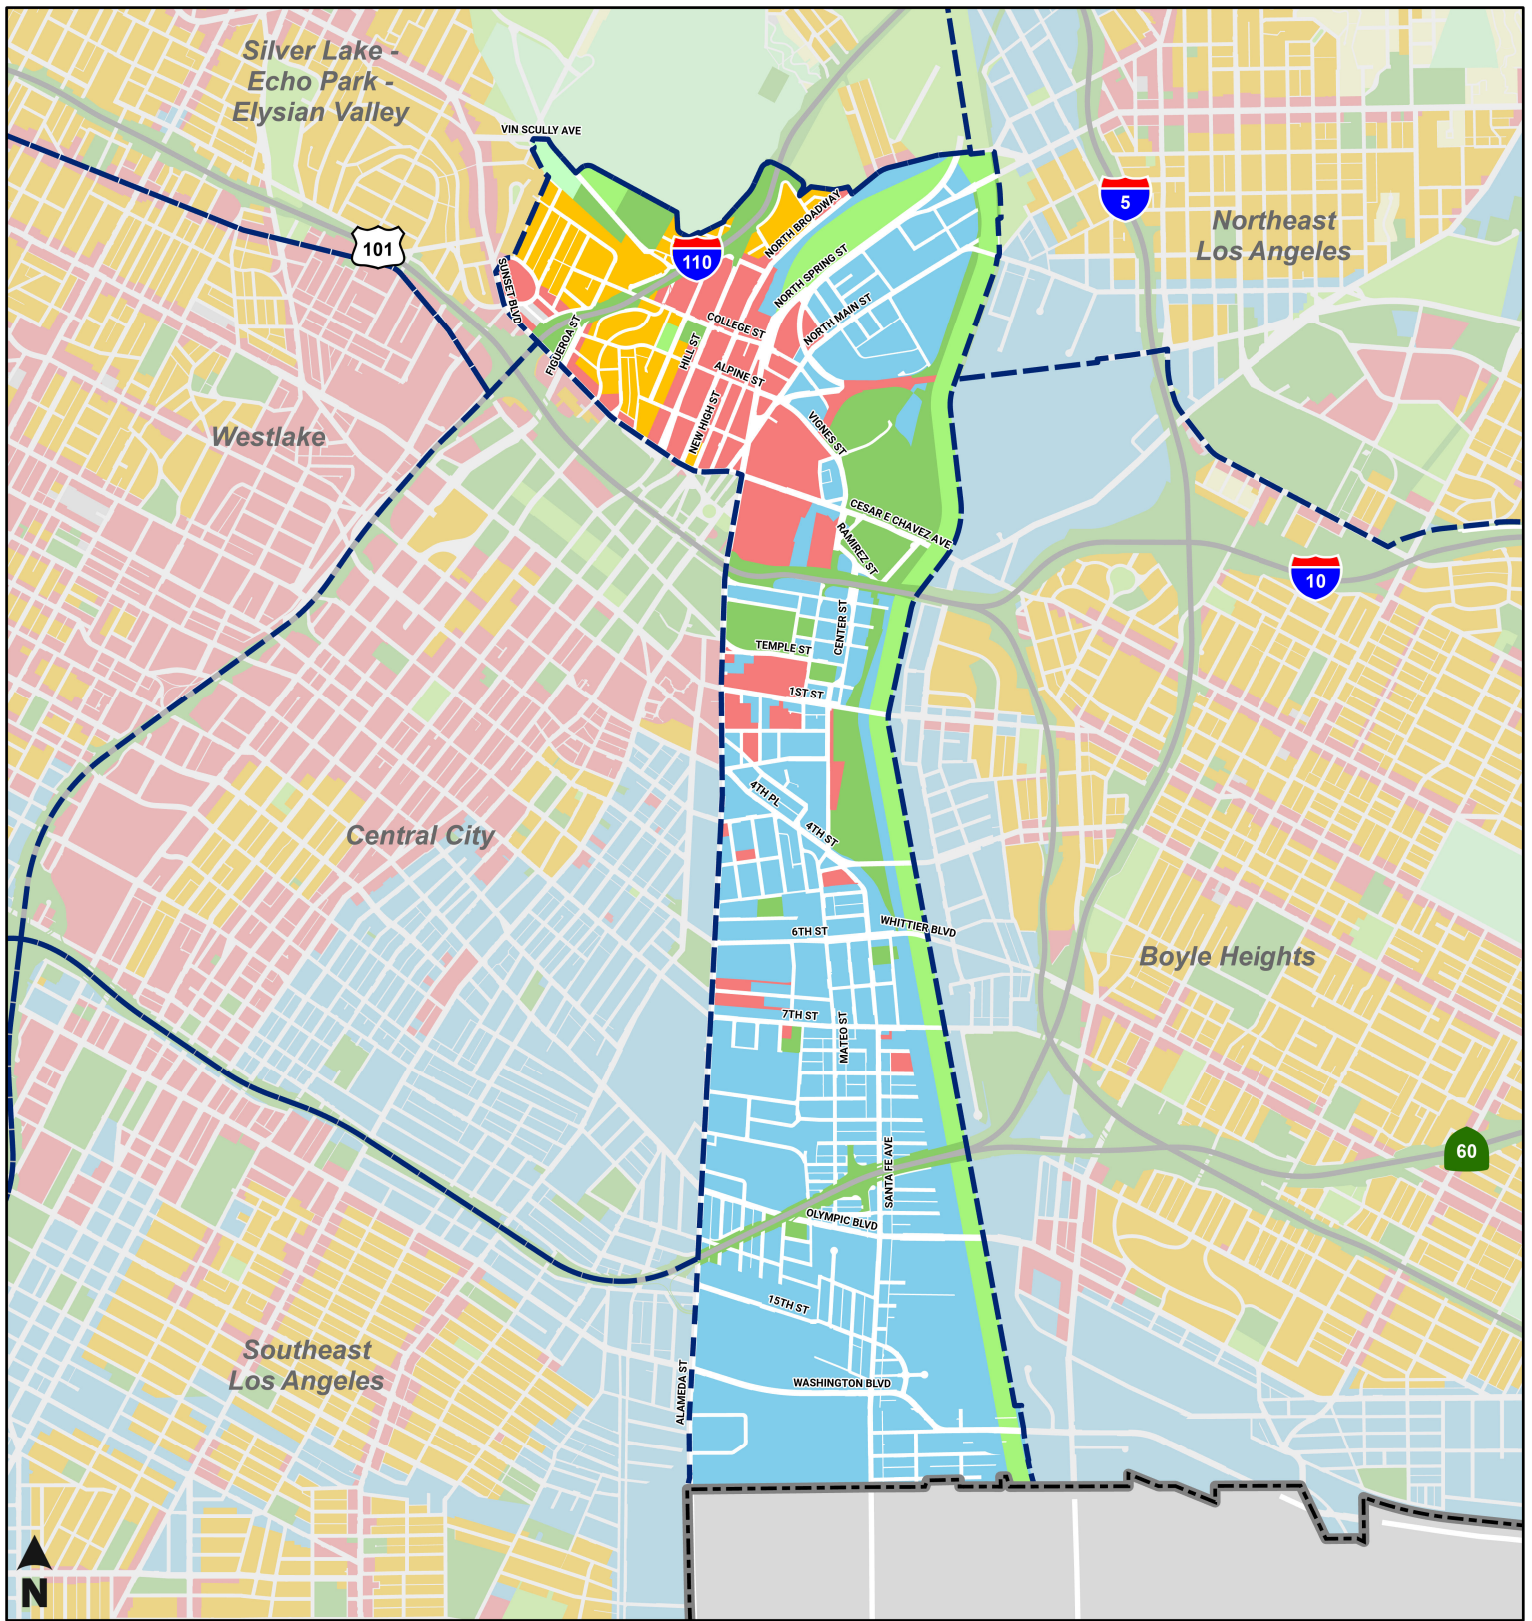 Silver Lake -
Echo Park -
Elysian Valley
VIN SCULLY AVE
5
Northeast
Los Angeles
101
110
NORTH BROADWAY
SUNSET BLVD
NORTH SPRING ST
FIGUEROA ST
COLLEGE ST
NORTH MAIN ST
HILL ST
ALPINE ST
NEW HIGH ST
VIGNES ST
Westlake
CESAR E CHAVEZ AVE
RAMIREZ ST
10
CENTER ST
TEMPLE ST
1ST ST
4TH PL
4TH ST
Central City
6TH ST
WHITTIER BLVD
Boyle Heights
7TH ST
MATEO ST
60
SANTA FE AVE
OLYMPIC BLVD
15TH ST
Southeast
Los Angeles
ALAMEDA ST
WASHINGTON BLVD
N